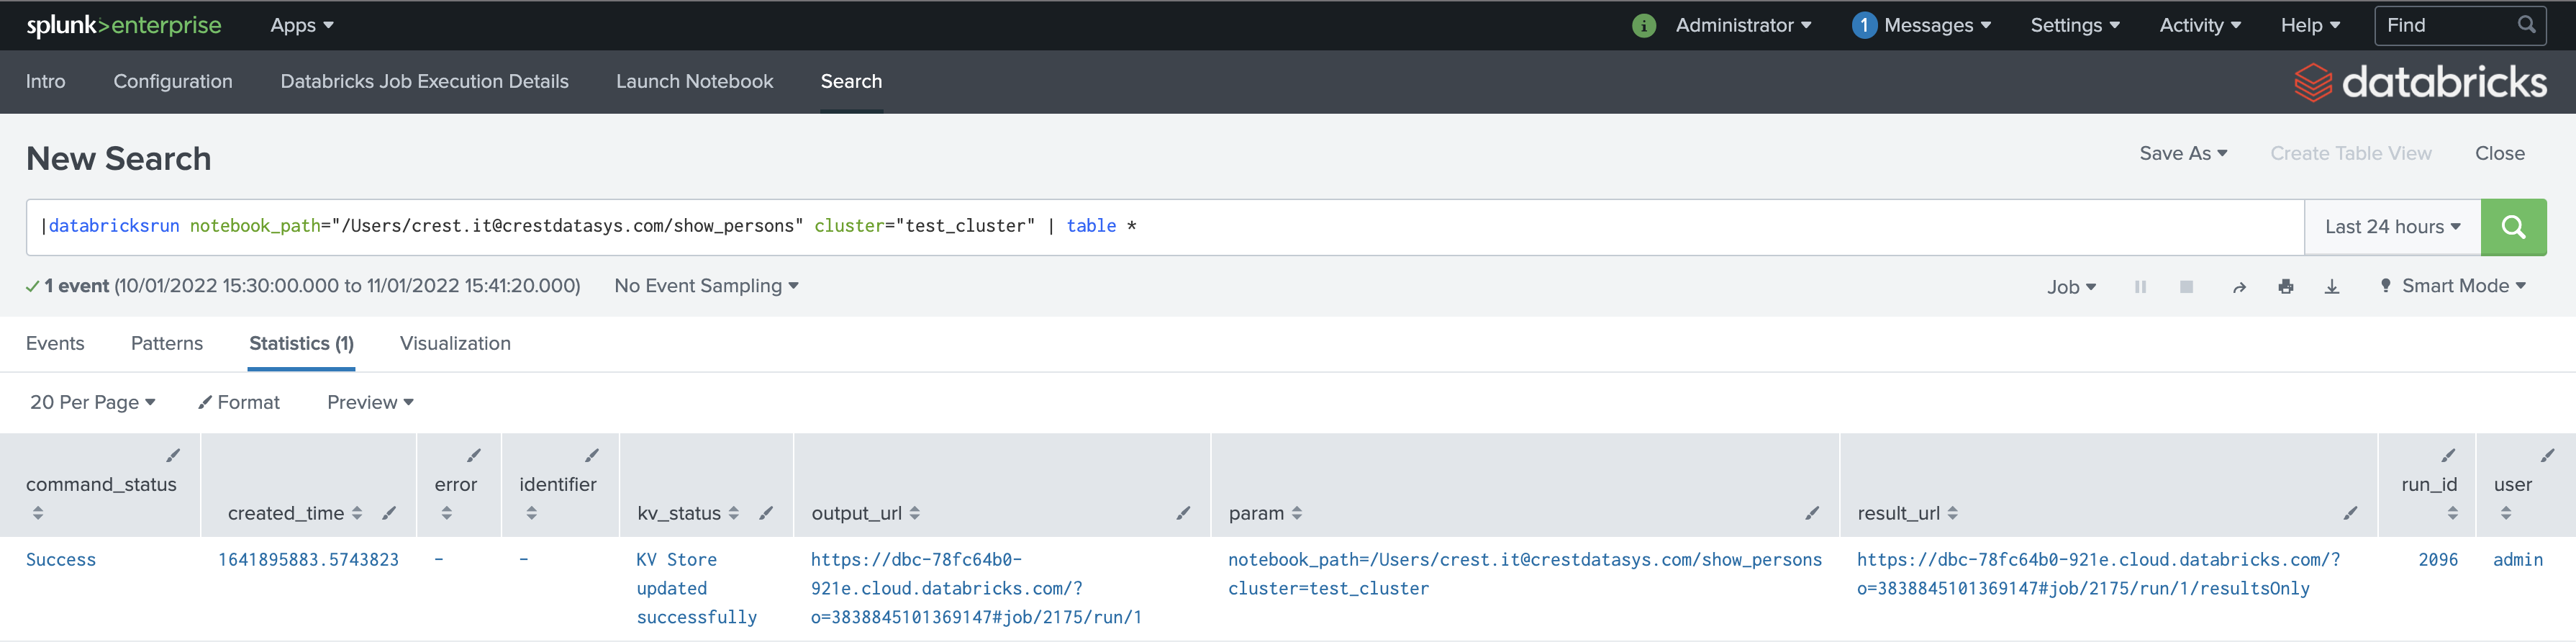 splunk>enterprise Apps i Administrator 1 Messages Settings Activity Help Find
Intro Configuration Databricks Job Execution Details Launch Notebook Search databricks
New Search Save As Create Table View Close
|databricksrun notebook_path="/Users/crest.it@crestdatasys.com/show_persons" cluster="test_cluster" | table * Last 24 hours
1 event (10/01/2022 15:30:00.000 to 11/01/2022 15:41:20.000) No Event Sampling Job Smart Mode
Events Patterns Statistics (1) Visualization
20 Per Page Format Preview
command_status created_time error identifier kv_status output_url param result_url run_id user
Success 1641895883.5743823 - - KV Store https://dbc-78fc64b0- notebook_path=/Users/crest.it@crestdatasys.com/show_persons https://dbc-78fc64b0-921e.cloud.databricks.com/? 2096 admin
updated 921e.cloud.databricks.com/? cluster=test_cluster o=3838845101369147#job/2175/run/1/resultsOnly
successfully o=3838845101369147#job/2175/run/1